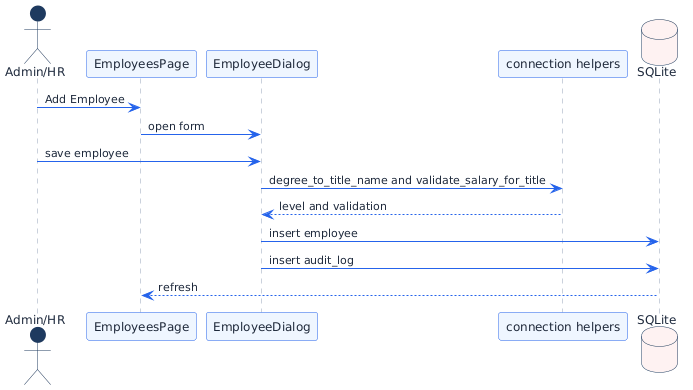 Admin/HR
EmployeesPage
EmployeeDialog
connection helpers
SQLite
Add Employee
open form
save employee
degree_to_title_name and validate_salary_for_title
level and validation
insert employee
insert audit_log
refresh
Admin/HR
EmployeesPage
EmployeeDialog
connection helpers
SQLite